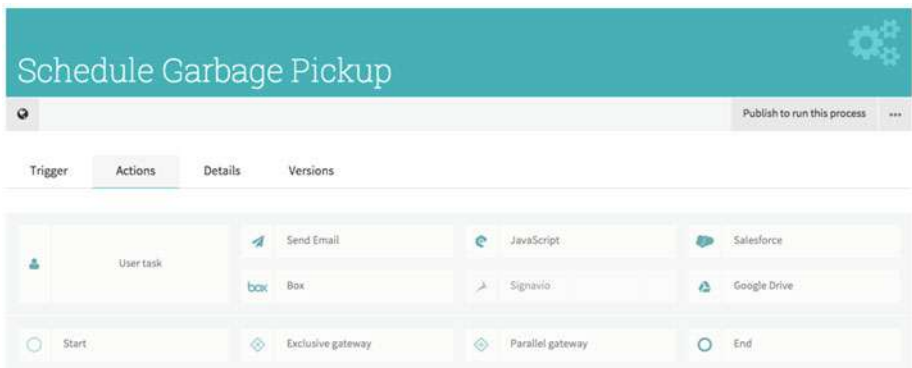 Schedule Garbage Pickup
Publish to run this process
Trigger Actions Details Versions
User task
Send Email JavaScript Salesforce
box Box Signavio Google Drive
Start Exclusive gateway Parallel gateway End